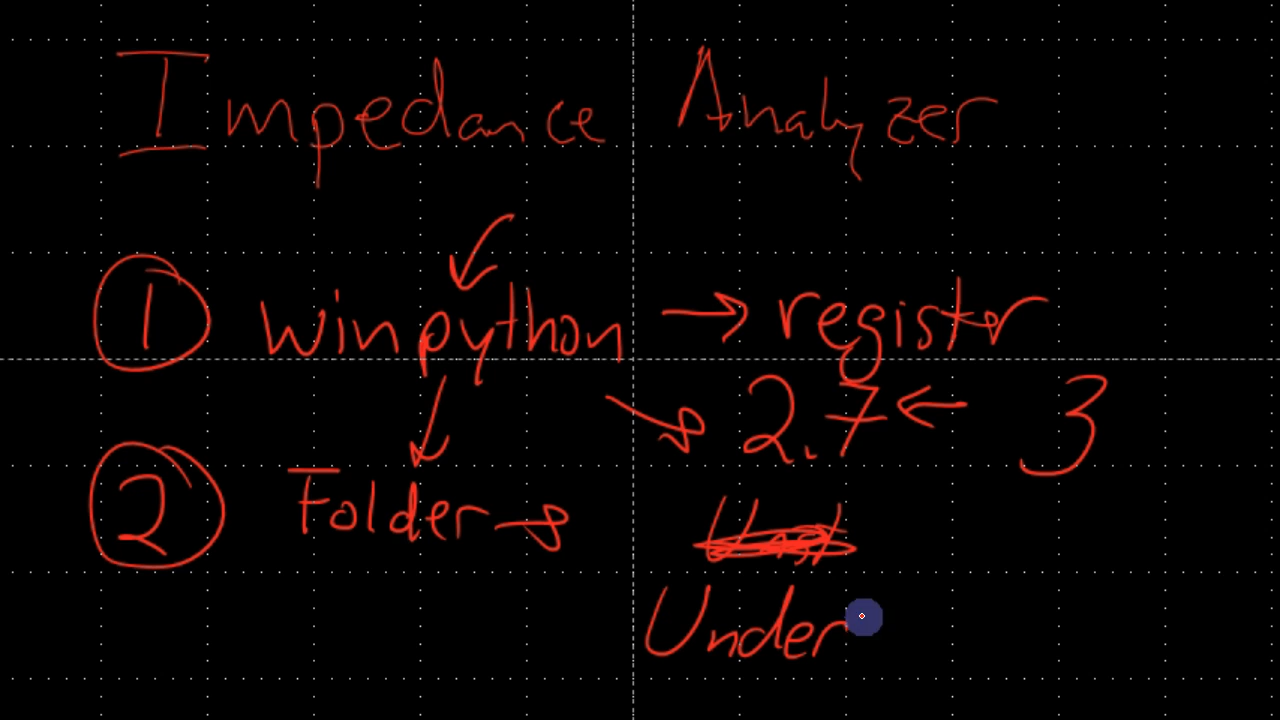 Impedance Analyzer
1 winpython → register
2.7 ← 3
2 Folder →
Under